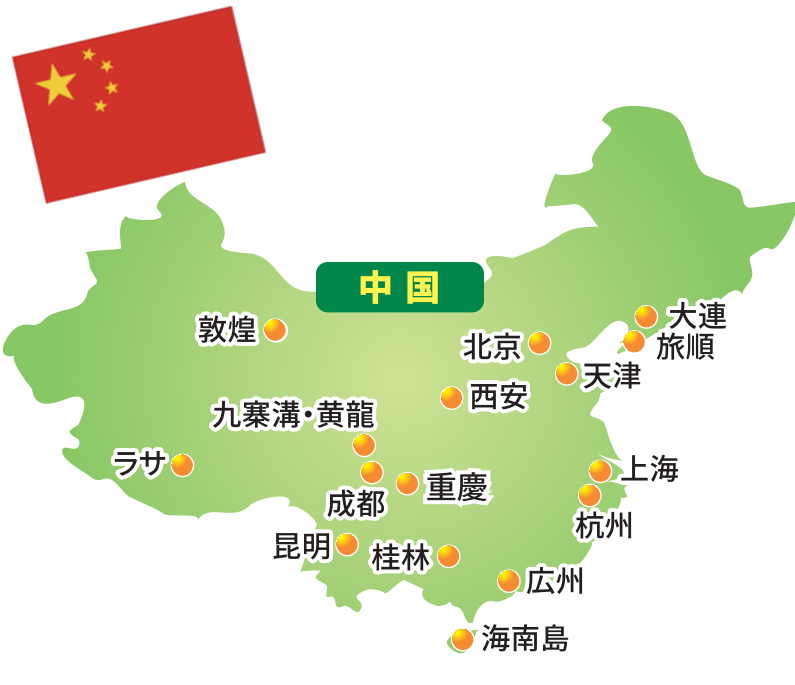 中国
大連
敦煌
北京
旅順
天津
西安
九寨溝・黄龍
ラサ
上海
重慶
成都
杭州
昆明
桂林
広州
海南島